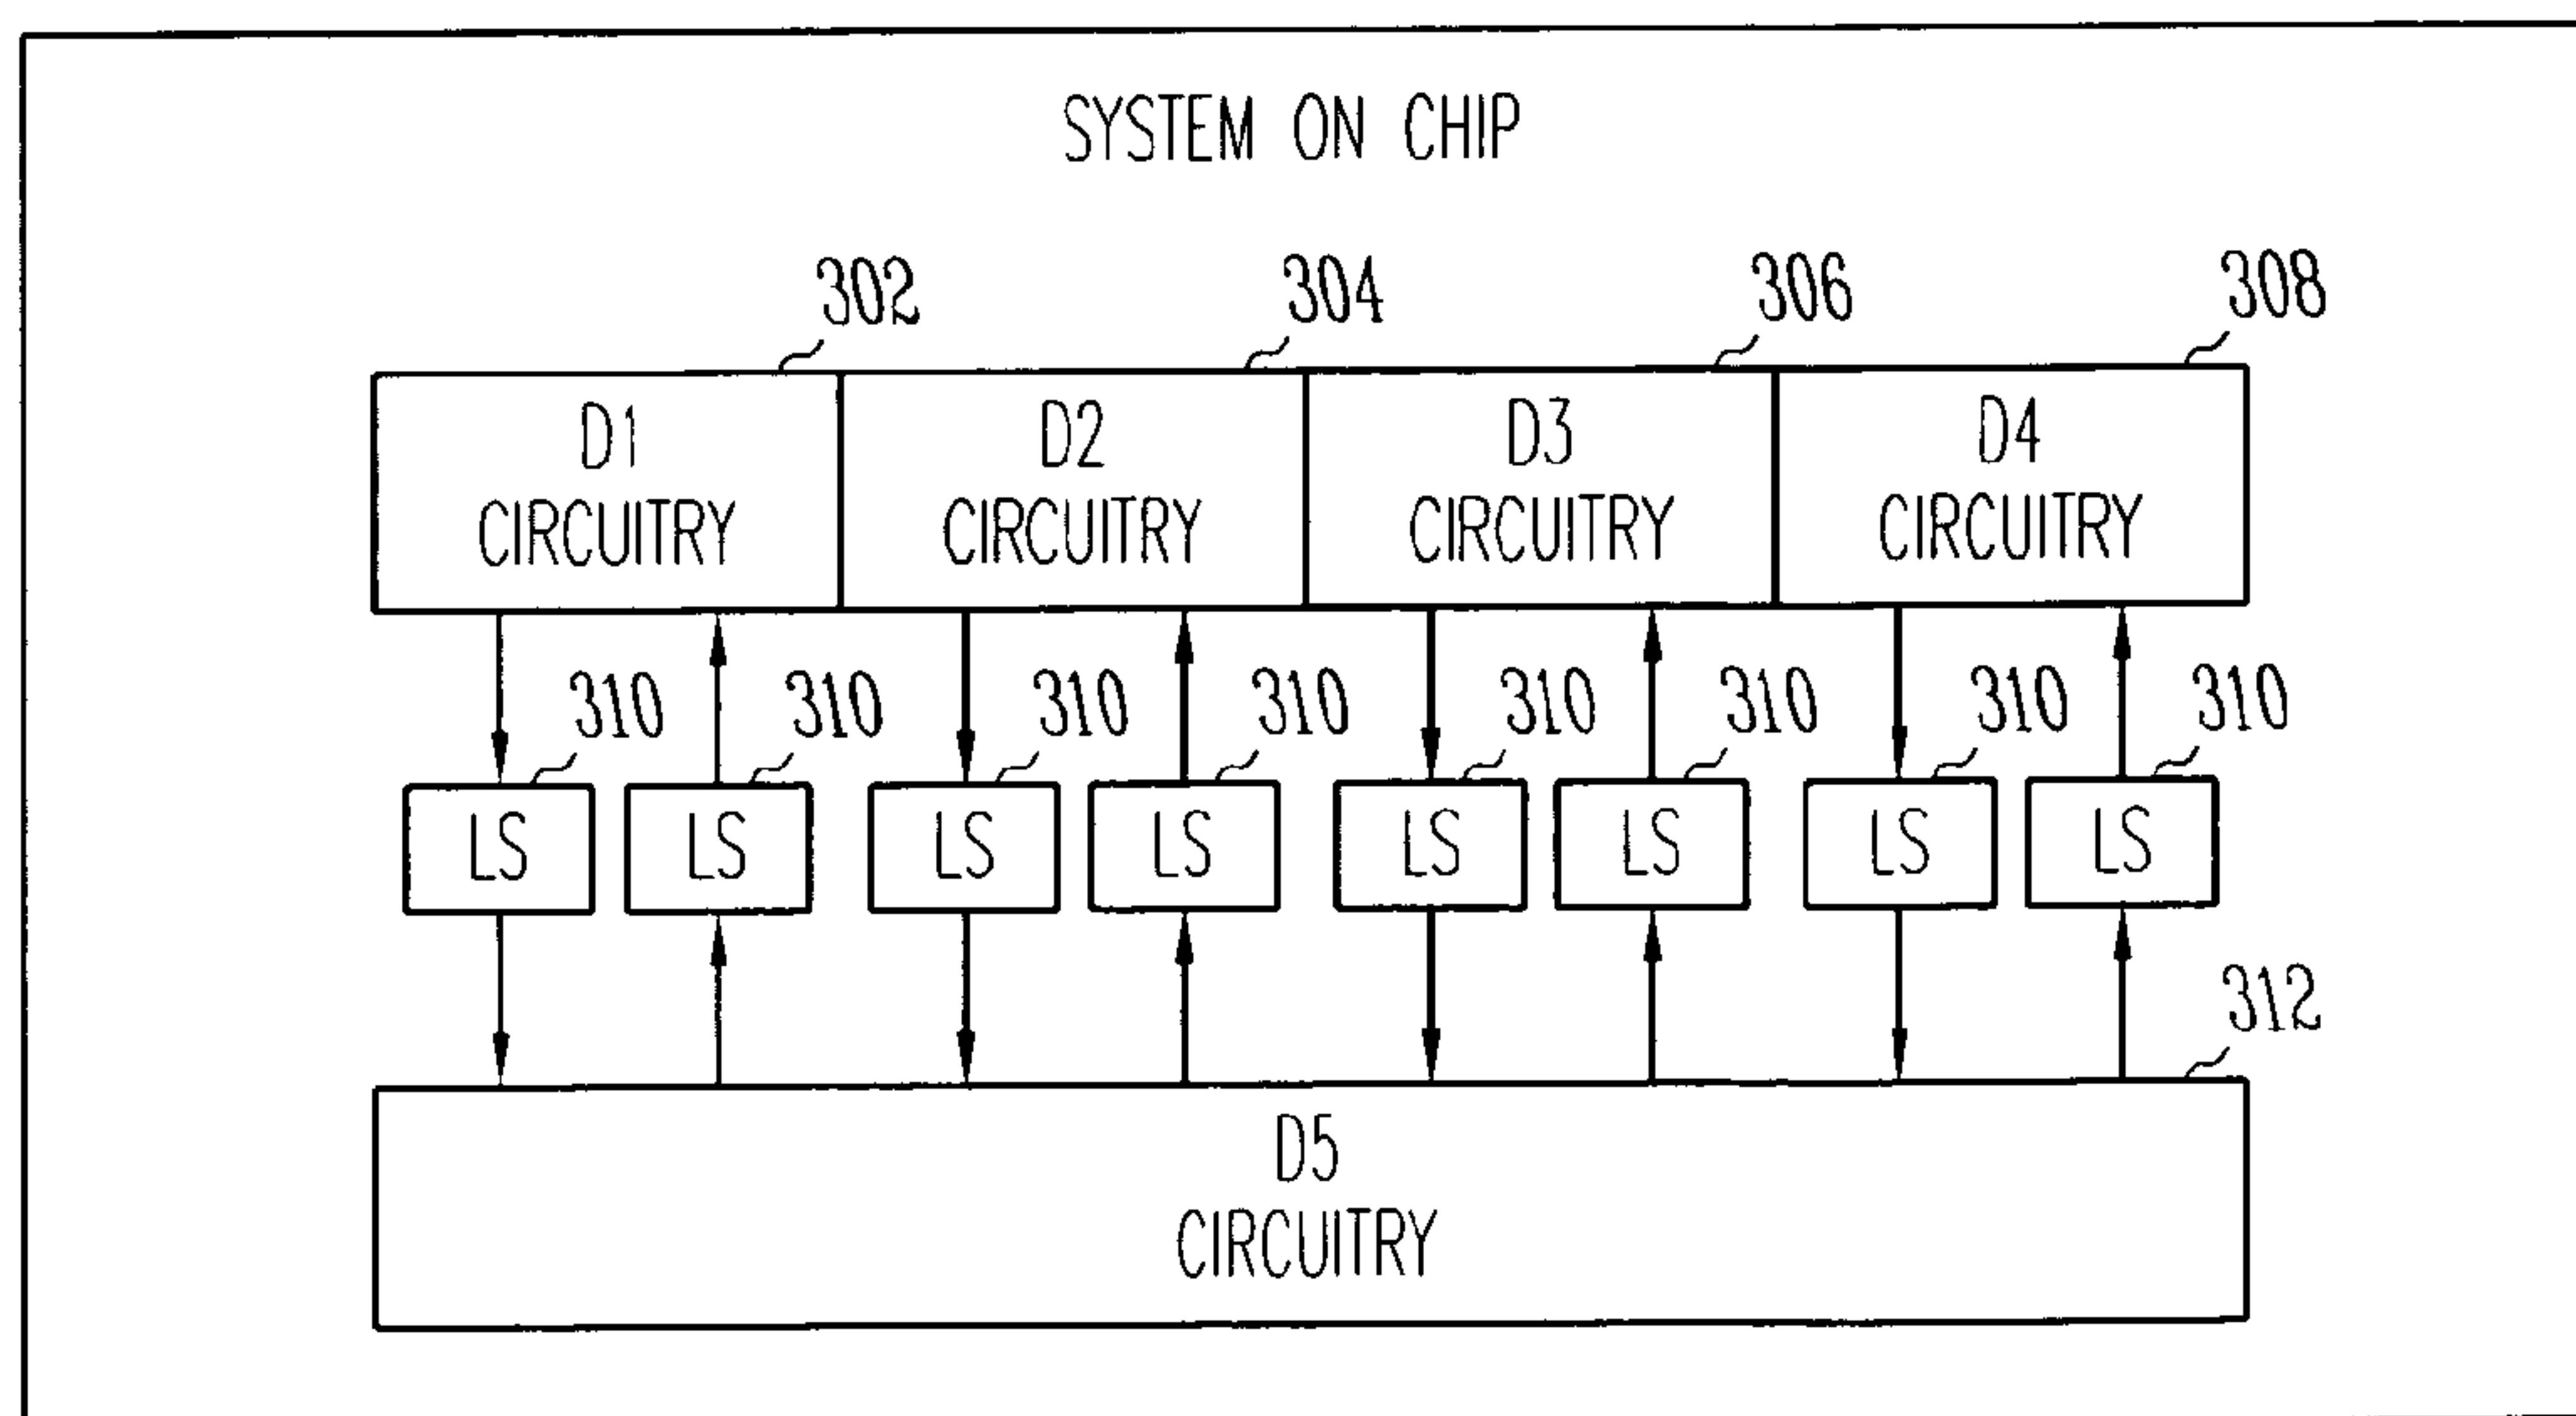 SYSTEM ON CHIP
302
304
306
308
D1
CIRCUITRY
D2
CIRCUITRY
D3
CIRCUITRY
D4
CIRCUITRY
310
310
310
310
310
310
310
310
LS
LS
LS
LS
LS
LS
LS
LS
312
D5
CIRCUITRY